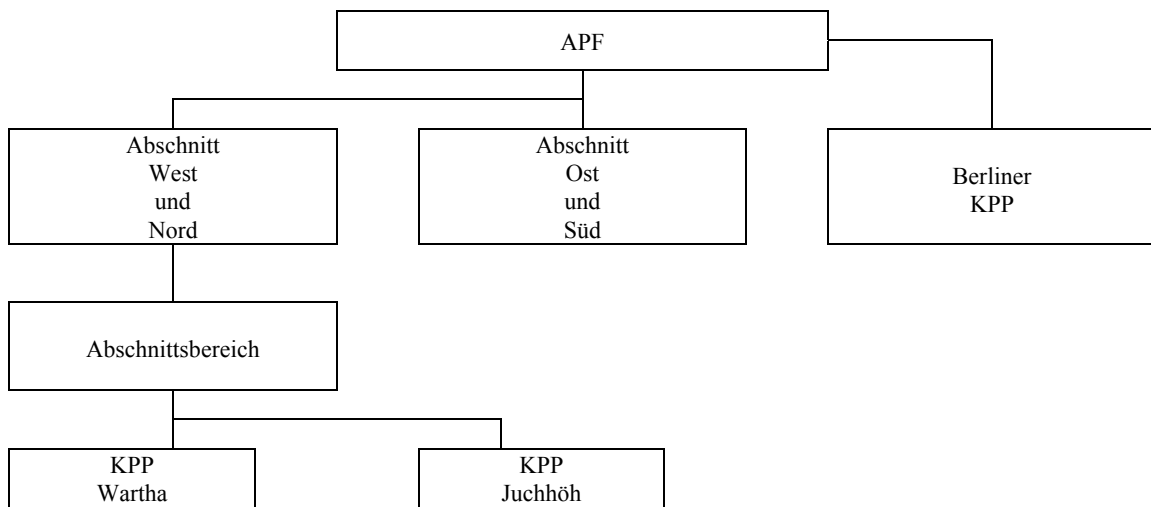 APF
Abschnitt
West
und
Nord
Abschnitt
Ost
und
Süd
Berliner
KPP
Abschnittsbereich
KPP
Wartha
KPP
Juchhöh